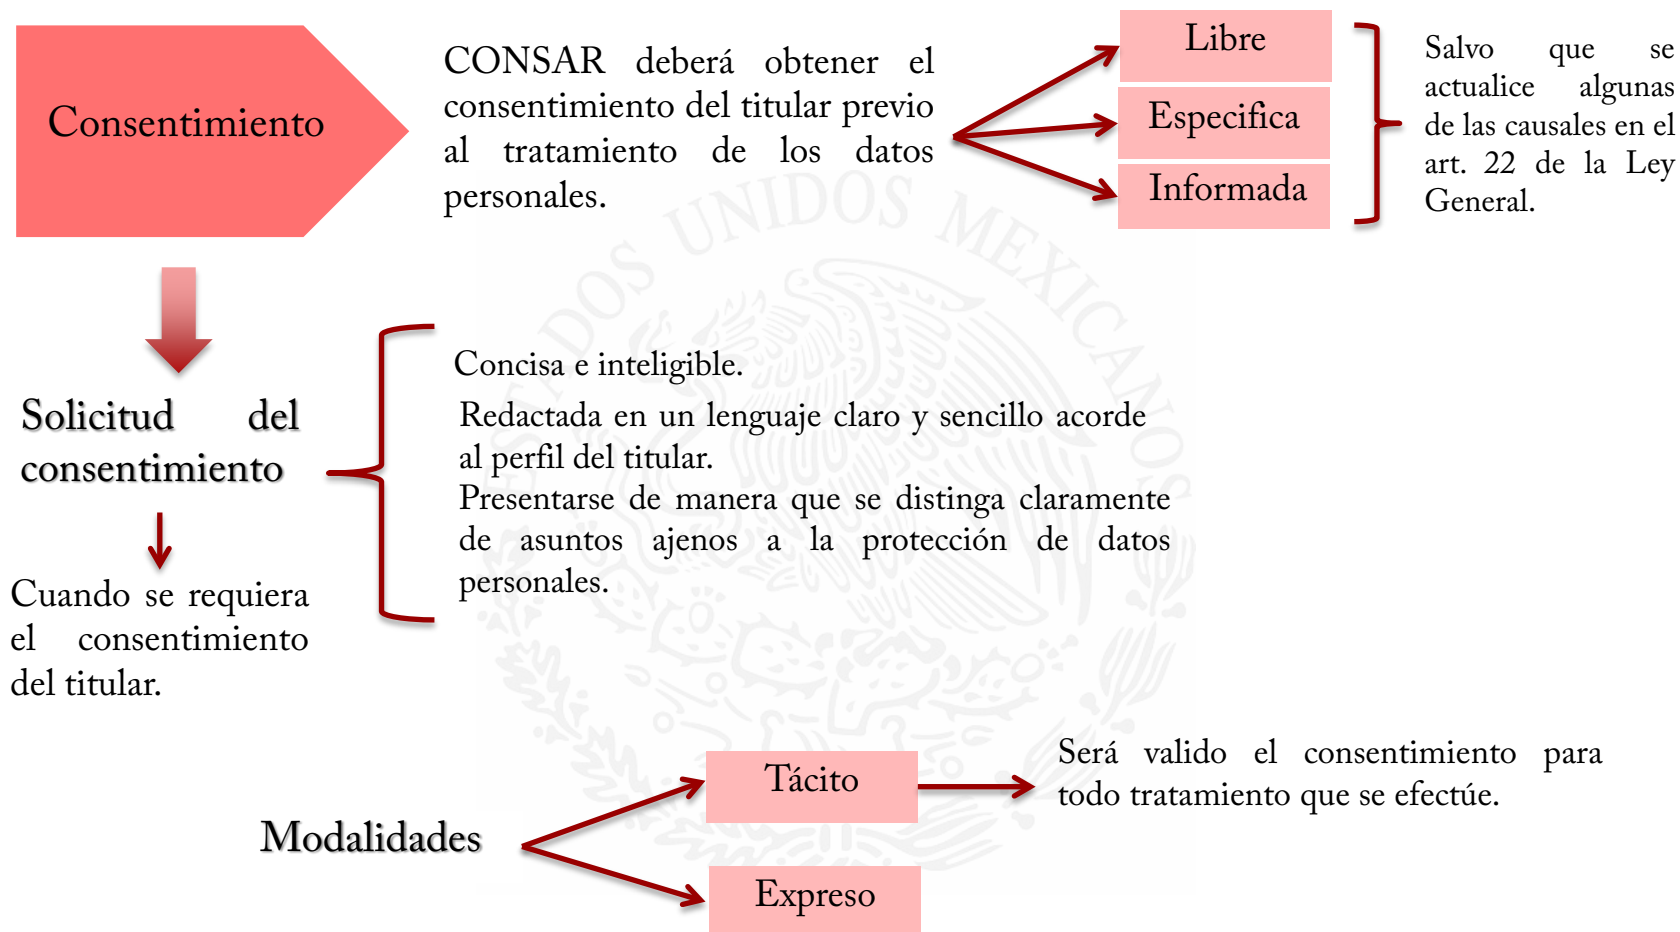 Consentimiento
CONSAR deberá obtener el
consentimiento del titular previo
al tratamiento de los datos
personales.
Libre
Especifica
Informada
Salvo que se
actualice algunas
de las causales en el
art. 22 de la Ley
General.
Solicitud del
consentimiento
Cuando se requiera
el consentimiento
del titular.
Concisa e inteligible.
Redactada en un lenguaje claro y sencillo acorde
al perfil del titular.
Presentarse de manera que se distinga claramente
de asuntos ajenos a la protección de datos
personales.
Modalidades
Tácito
Será valido el consentimiento para
todo tratamiento que se efectúe.
Expreso
ESTADOS UNIDOS MEXICANOS